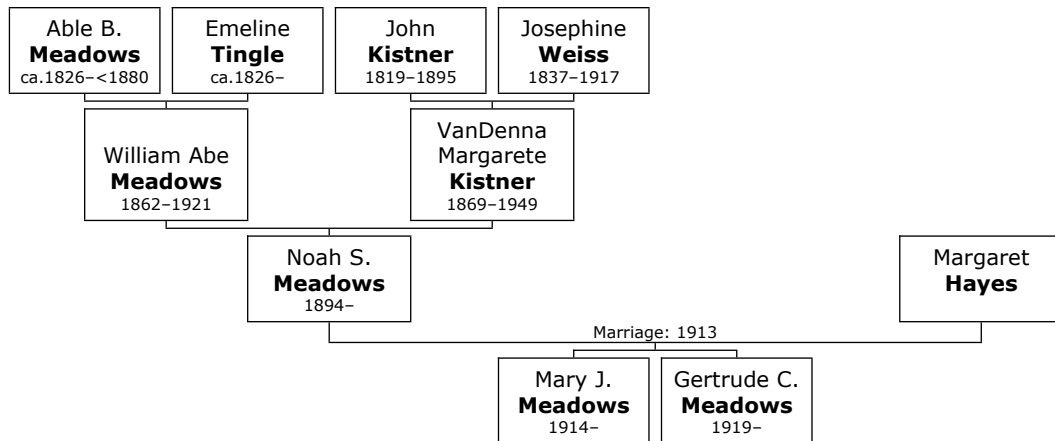 Able B.
Meadows
ca.1826–<1880
Emeline
Tingle
ca.1826–
John
Kistner
1819–1895
Josephine
Weiss
1837–1917
William Abe
Meadows
1862–1921
VanDenna
Margarete
Kistner
1869–1949
Noah S.
Meadows
1894–
Margaret
Hayes
Marriage: 1913
Mary J.
Meadows
1914–
Gertrude C.
Meadows
1919–